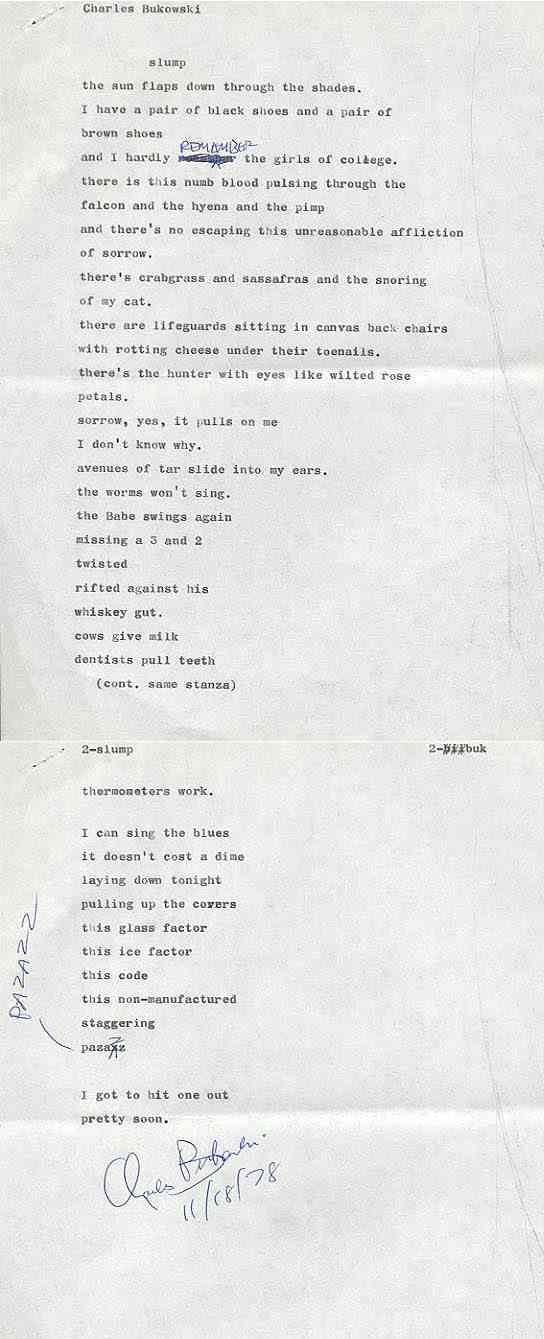 Charles Bukowski
slump
the sun flaps down through the shades.
I have a pair of black shoes and a pair of
brown shoes
REMAMBER
and I hardly the girls of college.
there is this numb blood pulsing through the
falcon and the hyena and the pimp
and there's no escaping this unreasonable affliction
of sorrow.
there's crabgrass and sassafras and the snoring
of my cat.
there are lifeguards sitting in canvas back chairs
with rotting cheese under their toenails.
there's the hunter with eyes like wilted rose
petals.
sorrow, yes, it pulls on me
I don't know why.
avenues of tar slide into my ears.
the worms won't sing.
the Babe swings again
missing a 3 and 2
twisted
rifted against his
whiskey gut.
cows give milk
dentists pull teeth
(cont. same stanza)
2-slump 2-buk
thermometers work.
I can sing the blues
it doesn't cost a dime
laying down tonight
pulling up the covers
this glass factor
this ice factor
this code
this non-manufactured
staggering
PAZAZZ
pazazz
I got to hit one out
pretty soon.
Charles Bukowski
11/18/78